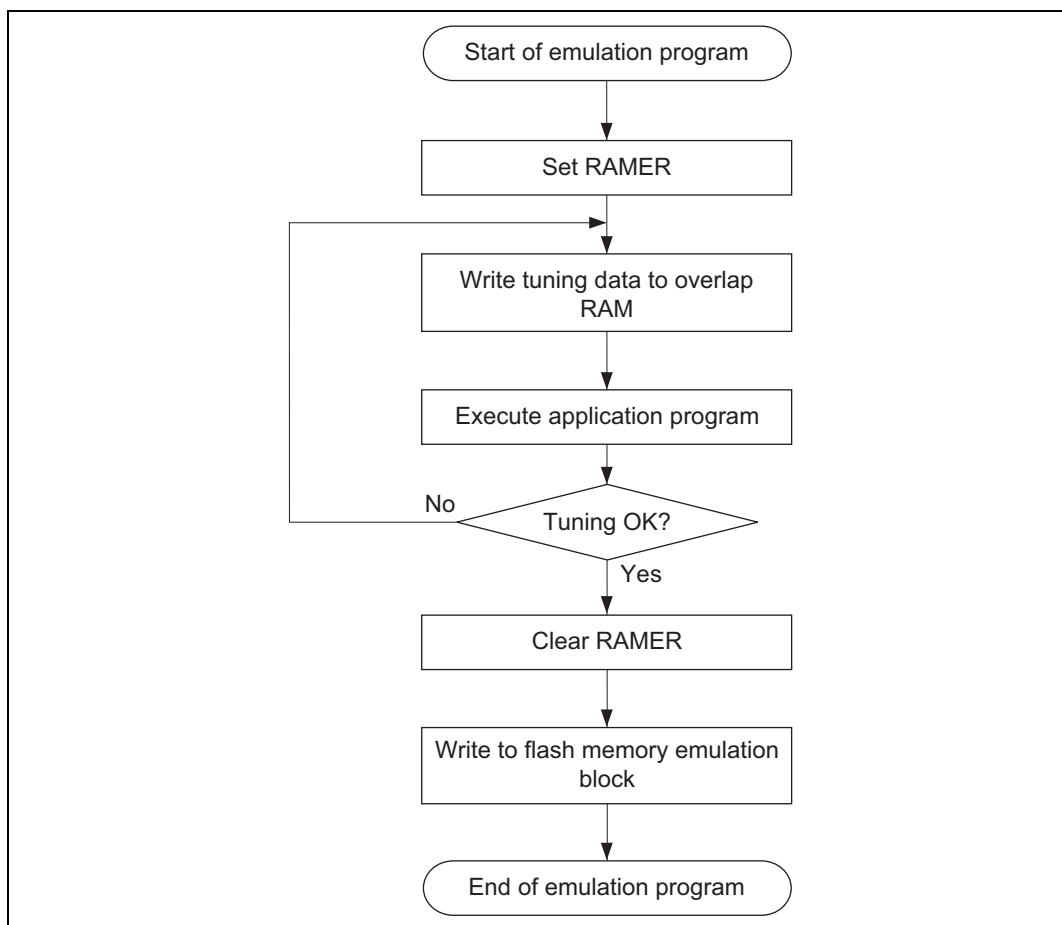 Start of emulation program
Set RAMER
Write tuning data to overlap
RAM
Execute application program
No
Tuning OK?
Yes
Clear RAMER
Write to flash memory emulation
block
End of emulation program